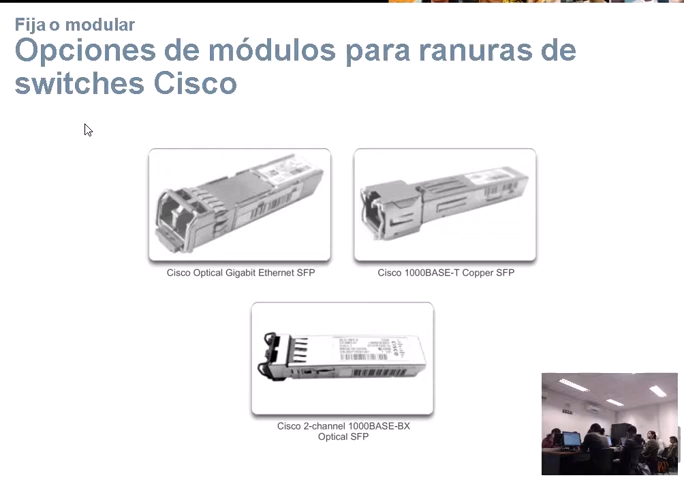 Fija o modular
Opciones de módulos para ranuras de
switches Cisco
Cisco Optical Gigabit Ethernet SFP
Cisco 1000BASE-T Copper SFP
Cisco 2-channel 1000BASE-BX
Optical SFP